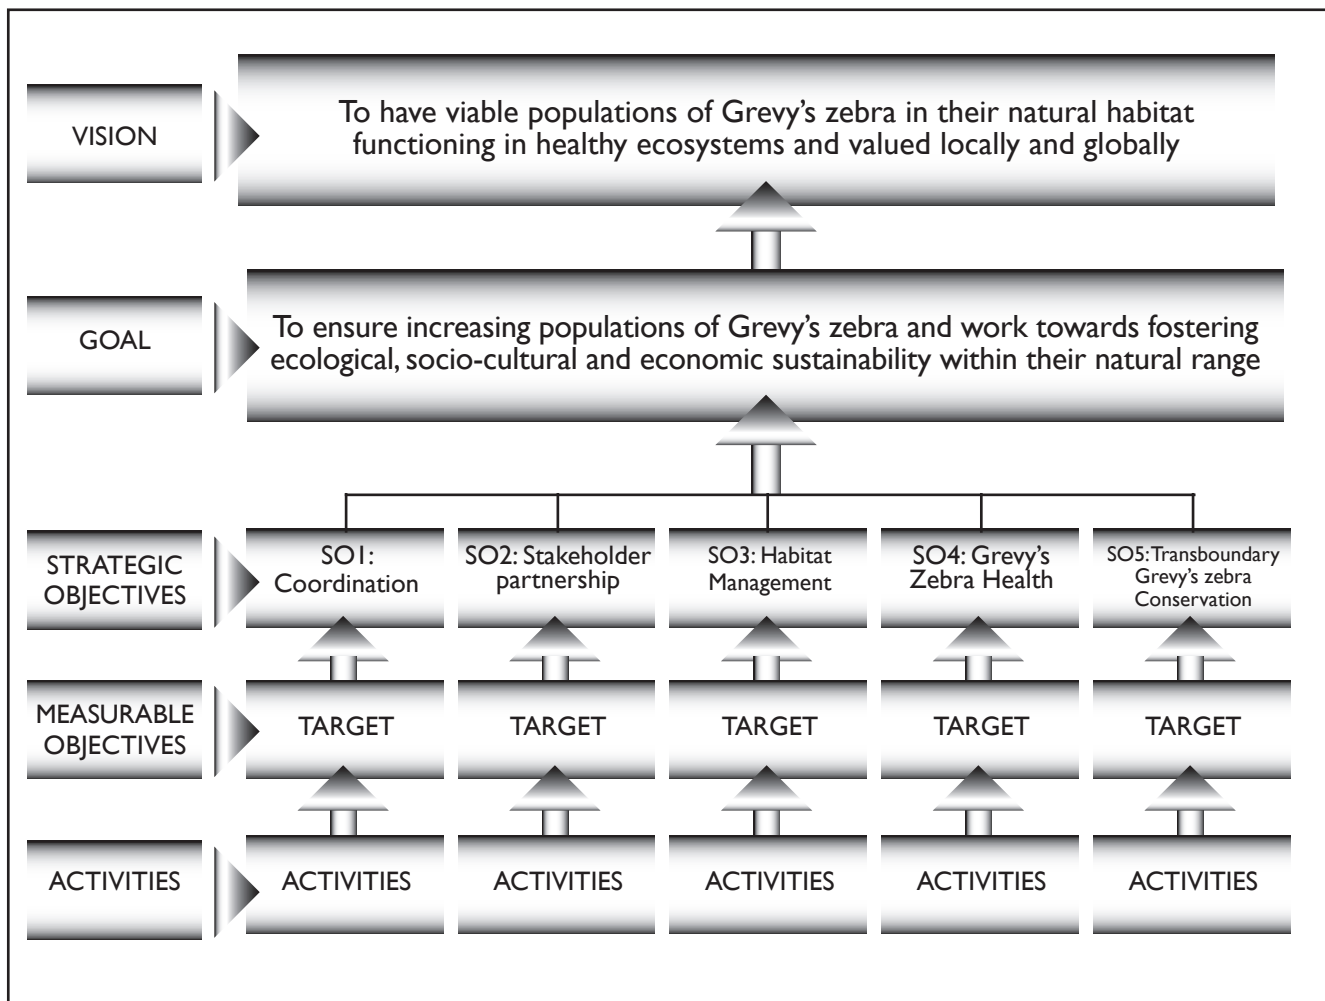 VISION
To have viable populations of Grevy's zebra in their natural habitat
functioning in healthy ecosystems and valued locally and globally
GOAL
To ensure increasing populations of Grevy's zebra and work towards fostering
ecological, socio-cultural and economic sustainability within their natural range
STRATEGIC
OBJECTIVES
SO1:
Coordination
SO2: Stakeholder
partnership
SO3: Habitat
Management
SO4: Grevy's
Zebra Health
SO5: Transboundary
Grevy's zebra
Conservation
MEASURABLE
OBJECTIVES
TARGET
TARGET
TARGET
TARGET
TARGET
ACTIVITIES
ACTIVITIES
ACTIVITIES
ACTIVITIES
ACTIVITIES
ACTIVITIES